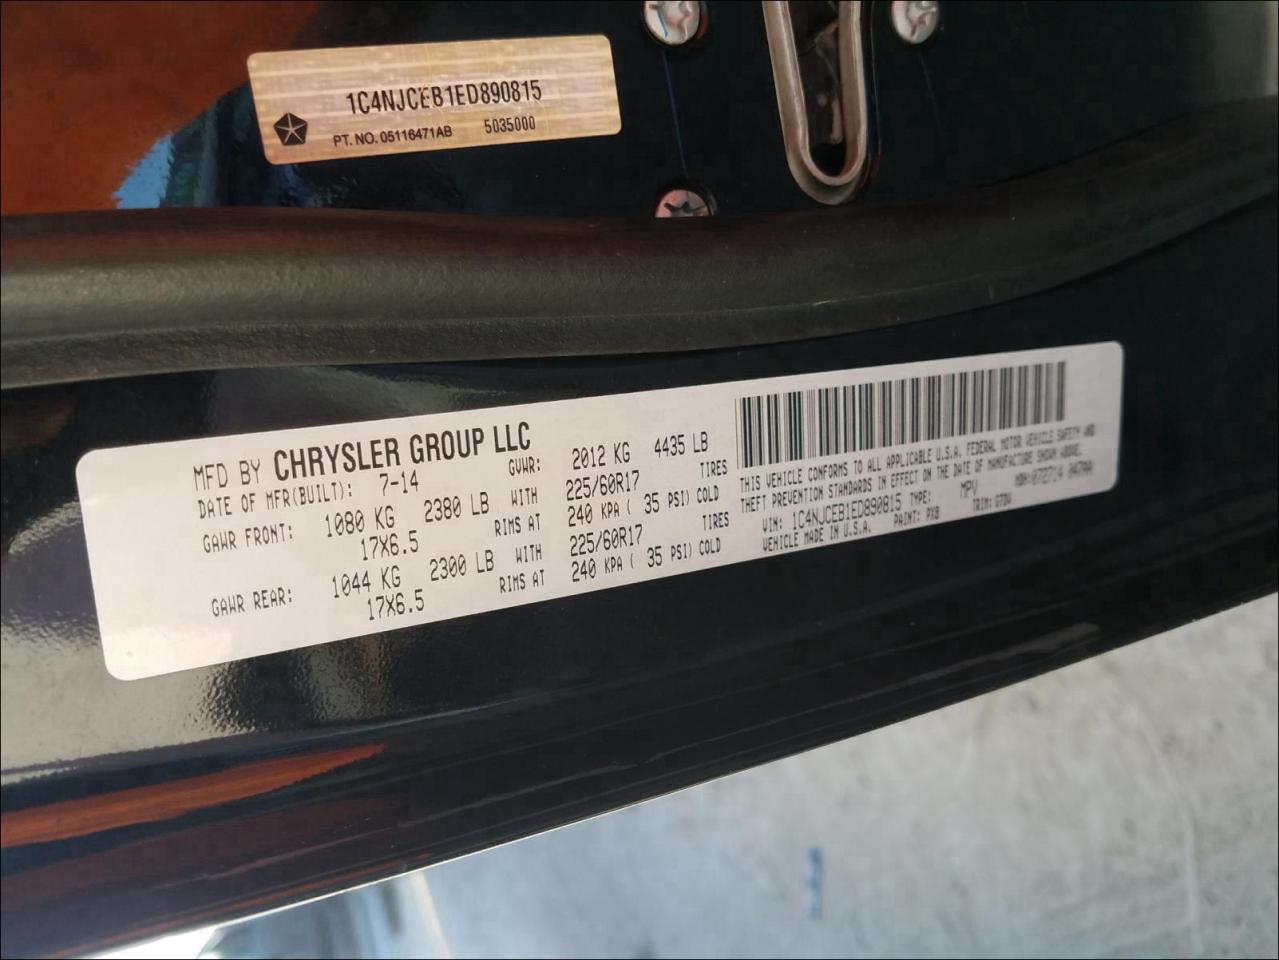 1C4NJCEB1ED890815
PT. NO. 05116471AB 5035000
MFD BY CHRYSLER GROUP LLC
DATE OF MFR(BUILT): 7-14 GVWR: 2012 KG 4435 LB
GAWR FRONT: 1080 KG 2380 LB WITH 225/60R17 TIRES
17X6.5 RIMS AT 240 KPA ( 35 PSI) COLD
GAWR REAR: 1044 KG 2300 LB WITH 225/60R17 TIRES
17X6.5 RIMS AT 240 KPA ( 35 PSI) COLD
THIS VEHICLE CONFORMS TO ALL APPLICABLE U.S.A. FEDERAL MOTOR VEHICLE SAFETY AND
THEFT PREVENTION STANDARDS IN EFFECT ON THE DATE OF MANUFACTURE SHOWN ABOVE.
VIN: 1C4NJCEB1ED890815 TYPE: MPV MDH:072714
VEHICLE MADE IN U.S.A. PAINT: PX8 TRIM: